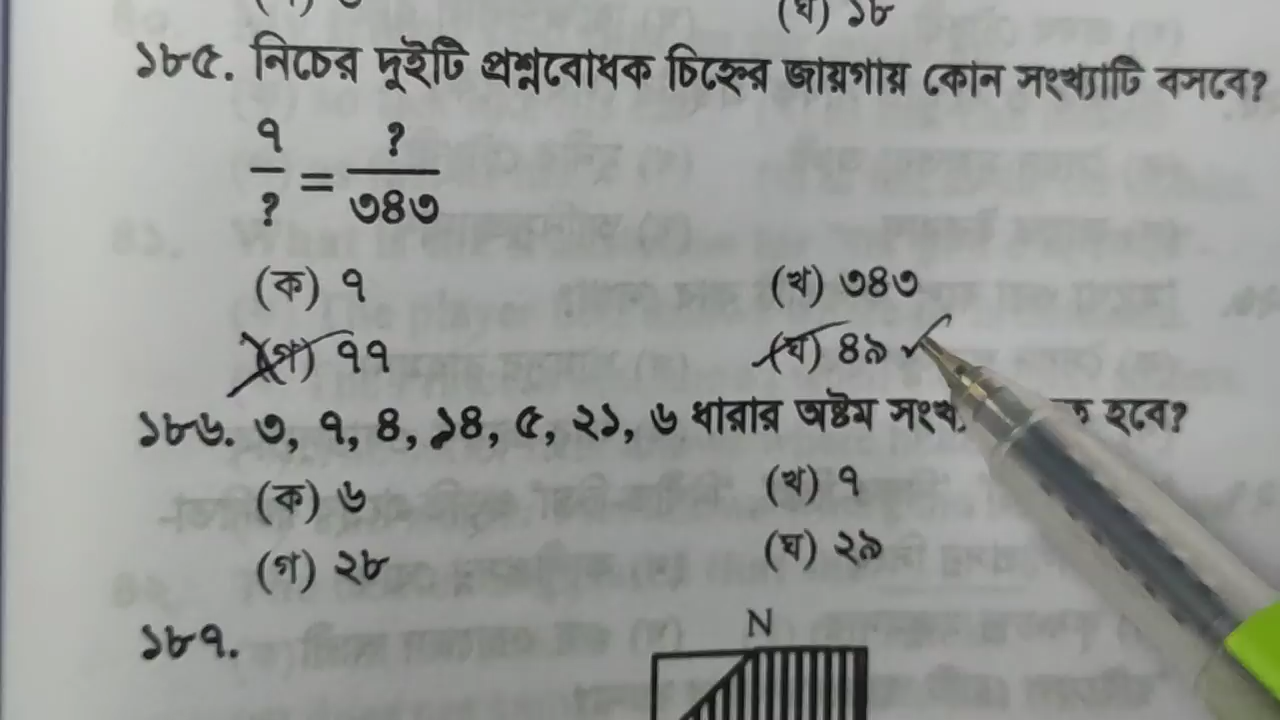 (ঘ) ১৮
১৮৫. নিচের দুইটি প্রশ্নবোধক চিহ্নের জায়গায় কোন সংখ্যাটি বসবে?
৭/? = ?/৩৪৩
(ক) ৭ (খ) ৩৪৩
(গ) ৭৭ (ঘ) ৪৯ ✓
১৮৬. ৩, ৭, ৪, ১৪, ৫, ২১, ৬ ধারার অষ্টম হবে?
(ক) ৬ (খ) ৭
(গ) ২৮ (ঘ) ২৯
১৮৭.
N